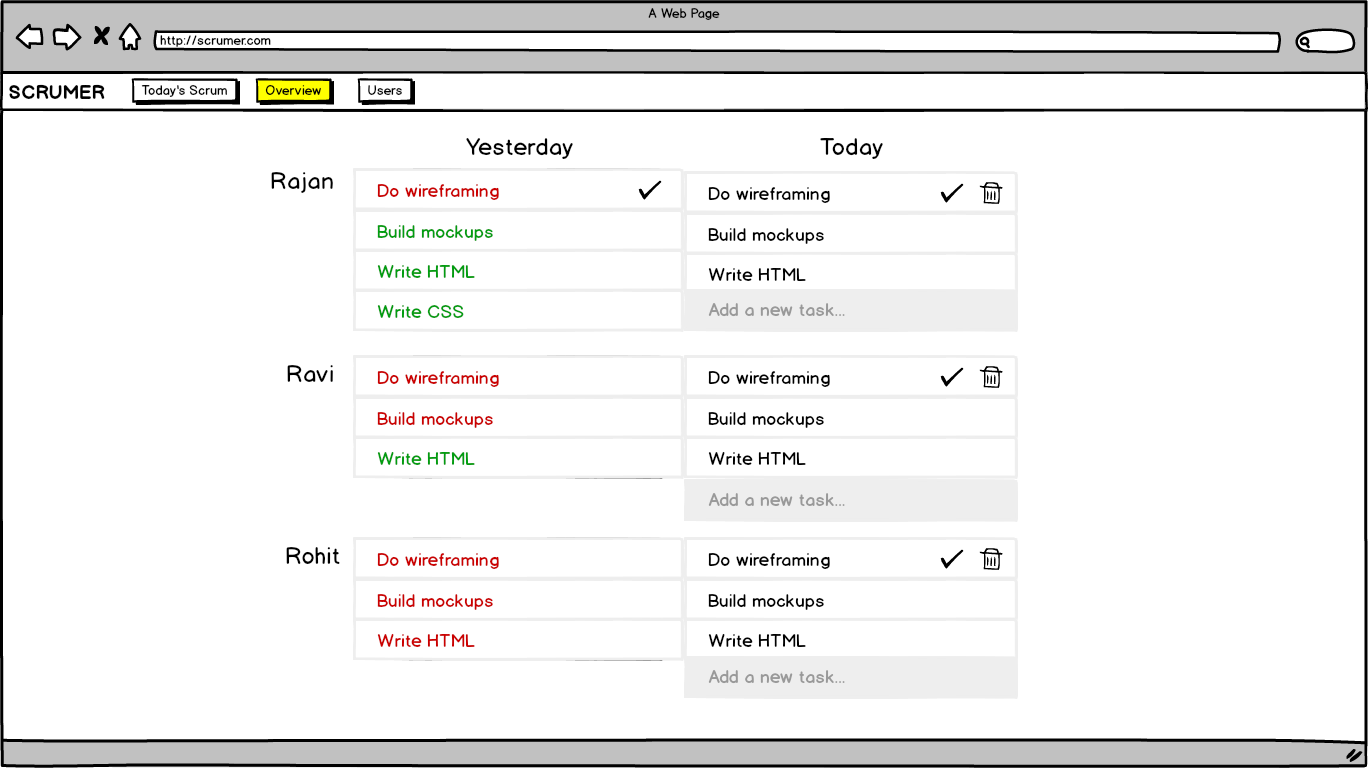 A Web Page
http://scrumer.com
SCRUMER Today's Scrum Overview Users
Yesterday Today
Rajan
Do wireframing Do wireframing
Build mockups Build mockups
Write HTML Write HTML
Write CSS Add a new task...
Ravi
Do wireframing Do wireframing
Build mockups Build mockups
Write HTML Write HTML
Add a new task...
Rohit
Do wireframing Do wireframing
Build mockups Build mockups
Write HTML Write HTML
Add a new task...